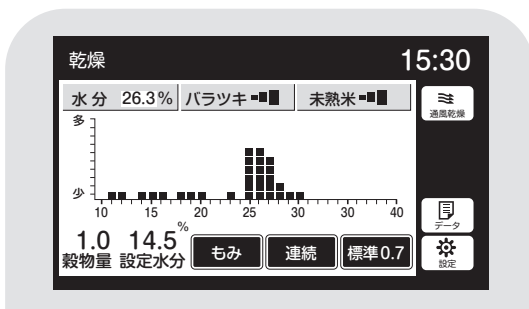 乾燥 15:30
水分 26.3% バラツキ 未熟米
通風乾燥
多
少
10 15 20 25 30 30 40
データ
1.0 14.5%
穀物量 設定水分 もみ 連続 標準0.7
設定